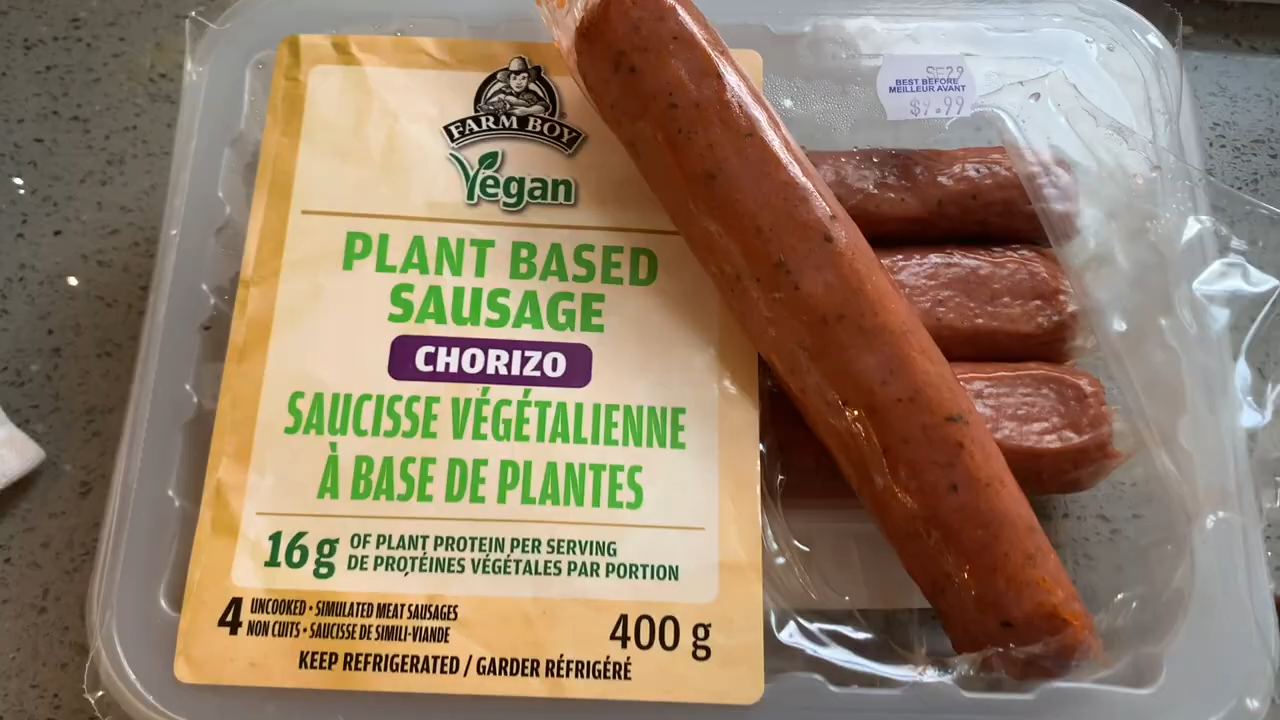 FARM BOY
Vegan
PLANT BASED
SAUSAGE
CHORIZO
SAUCISSE VÉGÉTALIENNE
À BASE DE PLANTES
16 g
OF PLANT PROTEIN PER SERVING
DE PROTÉINES VÉGÉTALES PAR PORTION
4
UNCOOKED • SIMULATED MEAT SAUSAGES
NON CUITS • SAUCISSE DE SIMILI-VIANDE
400 g
KEEP REFRIGERATED / GARDER RÉFRIGÉRÉ
SE29
BEST BEFORE
MEILLEUR AVANT
$9.99